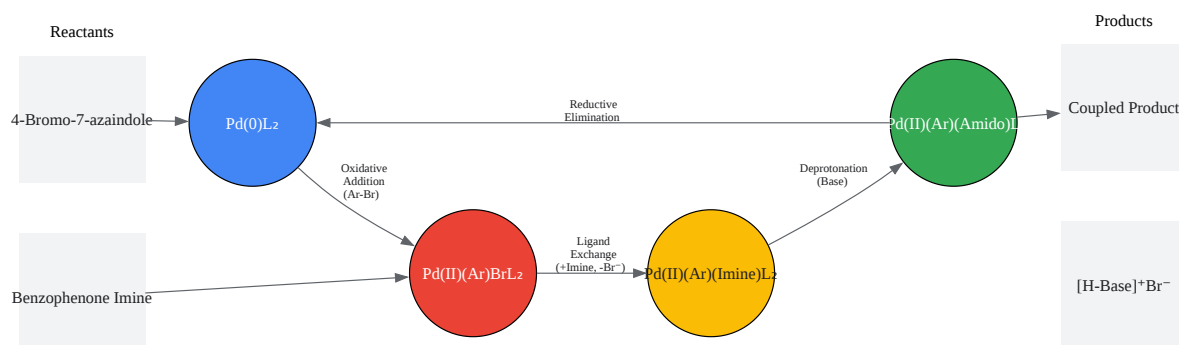 Reactants
Products
4-Bromo-7-azaindole
Pd(0)L₂
Reductive
Elimination
Pd(II)(Ar)(Amido)L
Coupled Product
Oxidative
Addition
(Ar-Br)
Deprotonation
(Base)
Benzophenone Imine
Pd(II)(Ar)BrL₂
Ligand
Exchange
(+Imine, -Br⁻)
Pd(II)(Ar)(Imine)L₂
[H-Base]⁺Br⁻